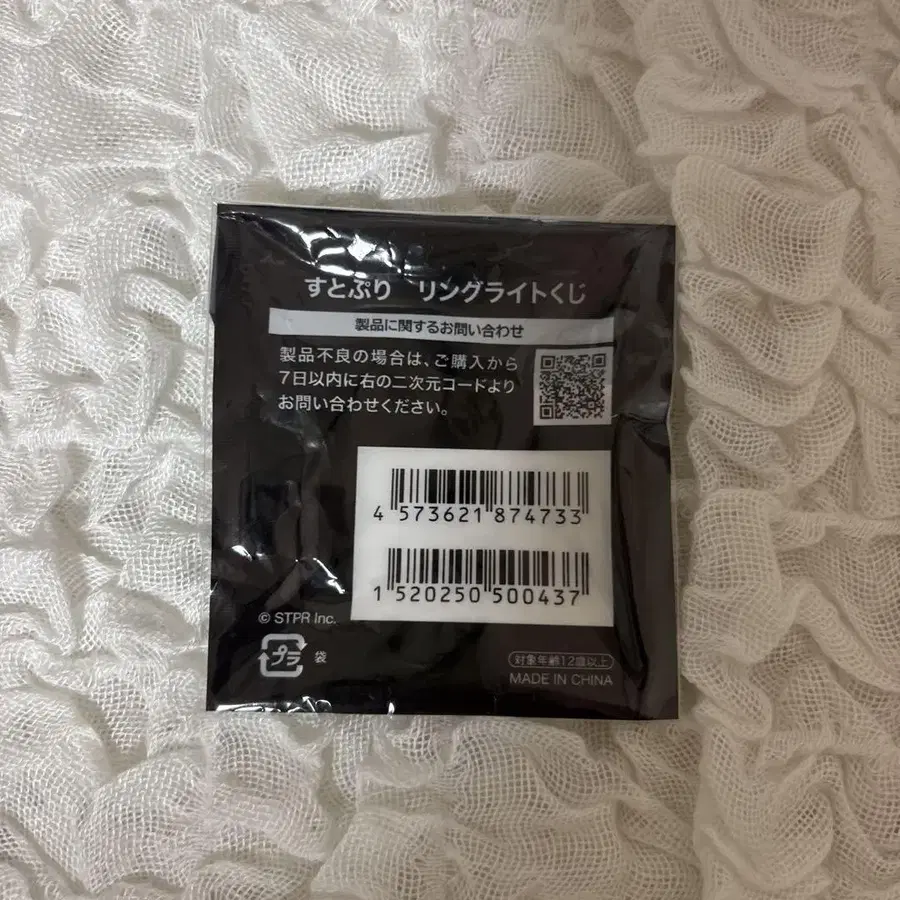 すとぷり リングライトくじ
製品に関するお問い合わせ
製品不良の場合は、ご購入から
7日以内に右の二次元コードより
お問い合わせください。
4 573621 874733
1 520250 500437
© STPR Inc.
プラ 袋
対象年齢12歳以上
MADE IN CHINA